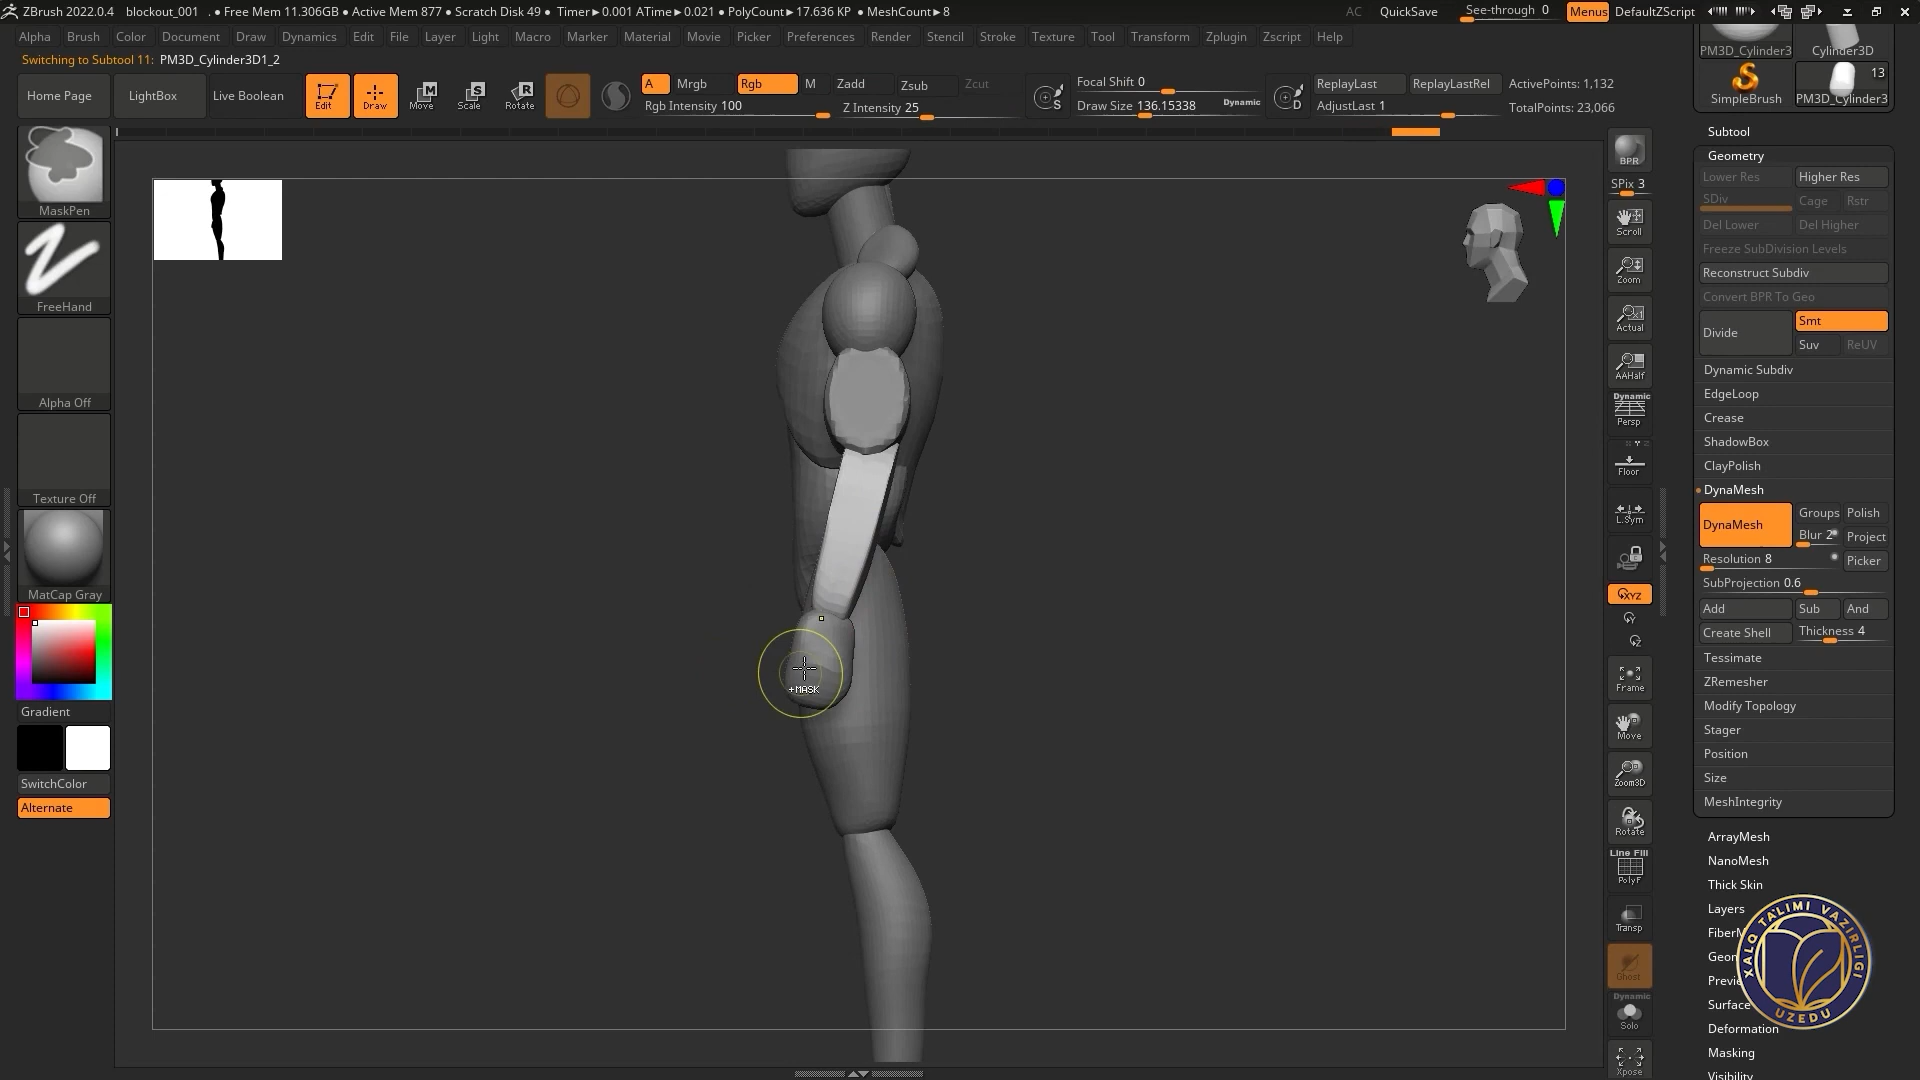 ZBrush 2022.0.4 blockout_001 . ● Free Mem 11.306GB ● Active Mem 877 ● Scratch Disk 49 ● Timer►0.001 ATime►0.021 ● PolyCount►17.636 KP ● MeshCount►8
AC QuickSave See-through 0 Menus DefaultZScript
Alpha Brush Color Document Draw Dynamics Edit File Layer Light Macro Marker Material Movie Picker Preferences Render Stencil Stroke Texture Tool Transform Zplugin Zscript Help
Switching to Subtool 11: PM3D_Cylinder3D1_2
Home Page LightBox Live Boolean Edit Draw Move Scale Rotate
A Mrgb Rgb M Zadd Zsub Zcut
Rgb Intensity 100 Z Intensity 25
Focal Shift 0
Draw Size 136.15338 Dynamic
ReplayLast ReplayLastRel
AdjustLast 1
ActivePoints: 1,132
TotalPoints: 23,066
MaskPen
FreeHand
Alpha Off
Texture Off
MatCap Gray
Gradient
SwitchColor
Alternate
+MASK
BPR
SPix 3
Scroll
Zoom
Actual
AAHalf
Dynamic
Persp
Floor
L.Sym
XYZ
Y
Z
Frame
Move
Zoom3D
Rotate
Line Fill
PolyF
Transp
Ghost
Dynamic
Solo
Xpose
PM3D_Cylinder3 Cylinder3D
13
SimpleBrush PM3D_Cylinder3
Subtool
Geometry
Lower Res Higher Res
SDiv Cage Rstr
Del Lower Del Higher
Freeze SubDivision Levels
Reconstruct Subdiv
Convert BPR To Geo
Divide Smt
Suv ReUV
Dynamic Subdiv
EdgeLoop
Crease
ShadowBox
ClayPolish
DynaMesh
DynaMesh Groups Polish
Blur 2 Project
Resolution 8 Picker
SubProjection 0.6
Add Sub And
Create Shell Thickness 4
Tessimate
ZRemesher
Modify Topology
Stager
Position
Size
MeshIntegrity
ArrayMesh
NanoMesh
Thick Skin
Layers
FiberM
Geon
Previe
Surface
Deformation
Masking
Visibility
XALQ TA'LIMI VAZIRLIGI
UZEDU